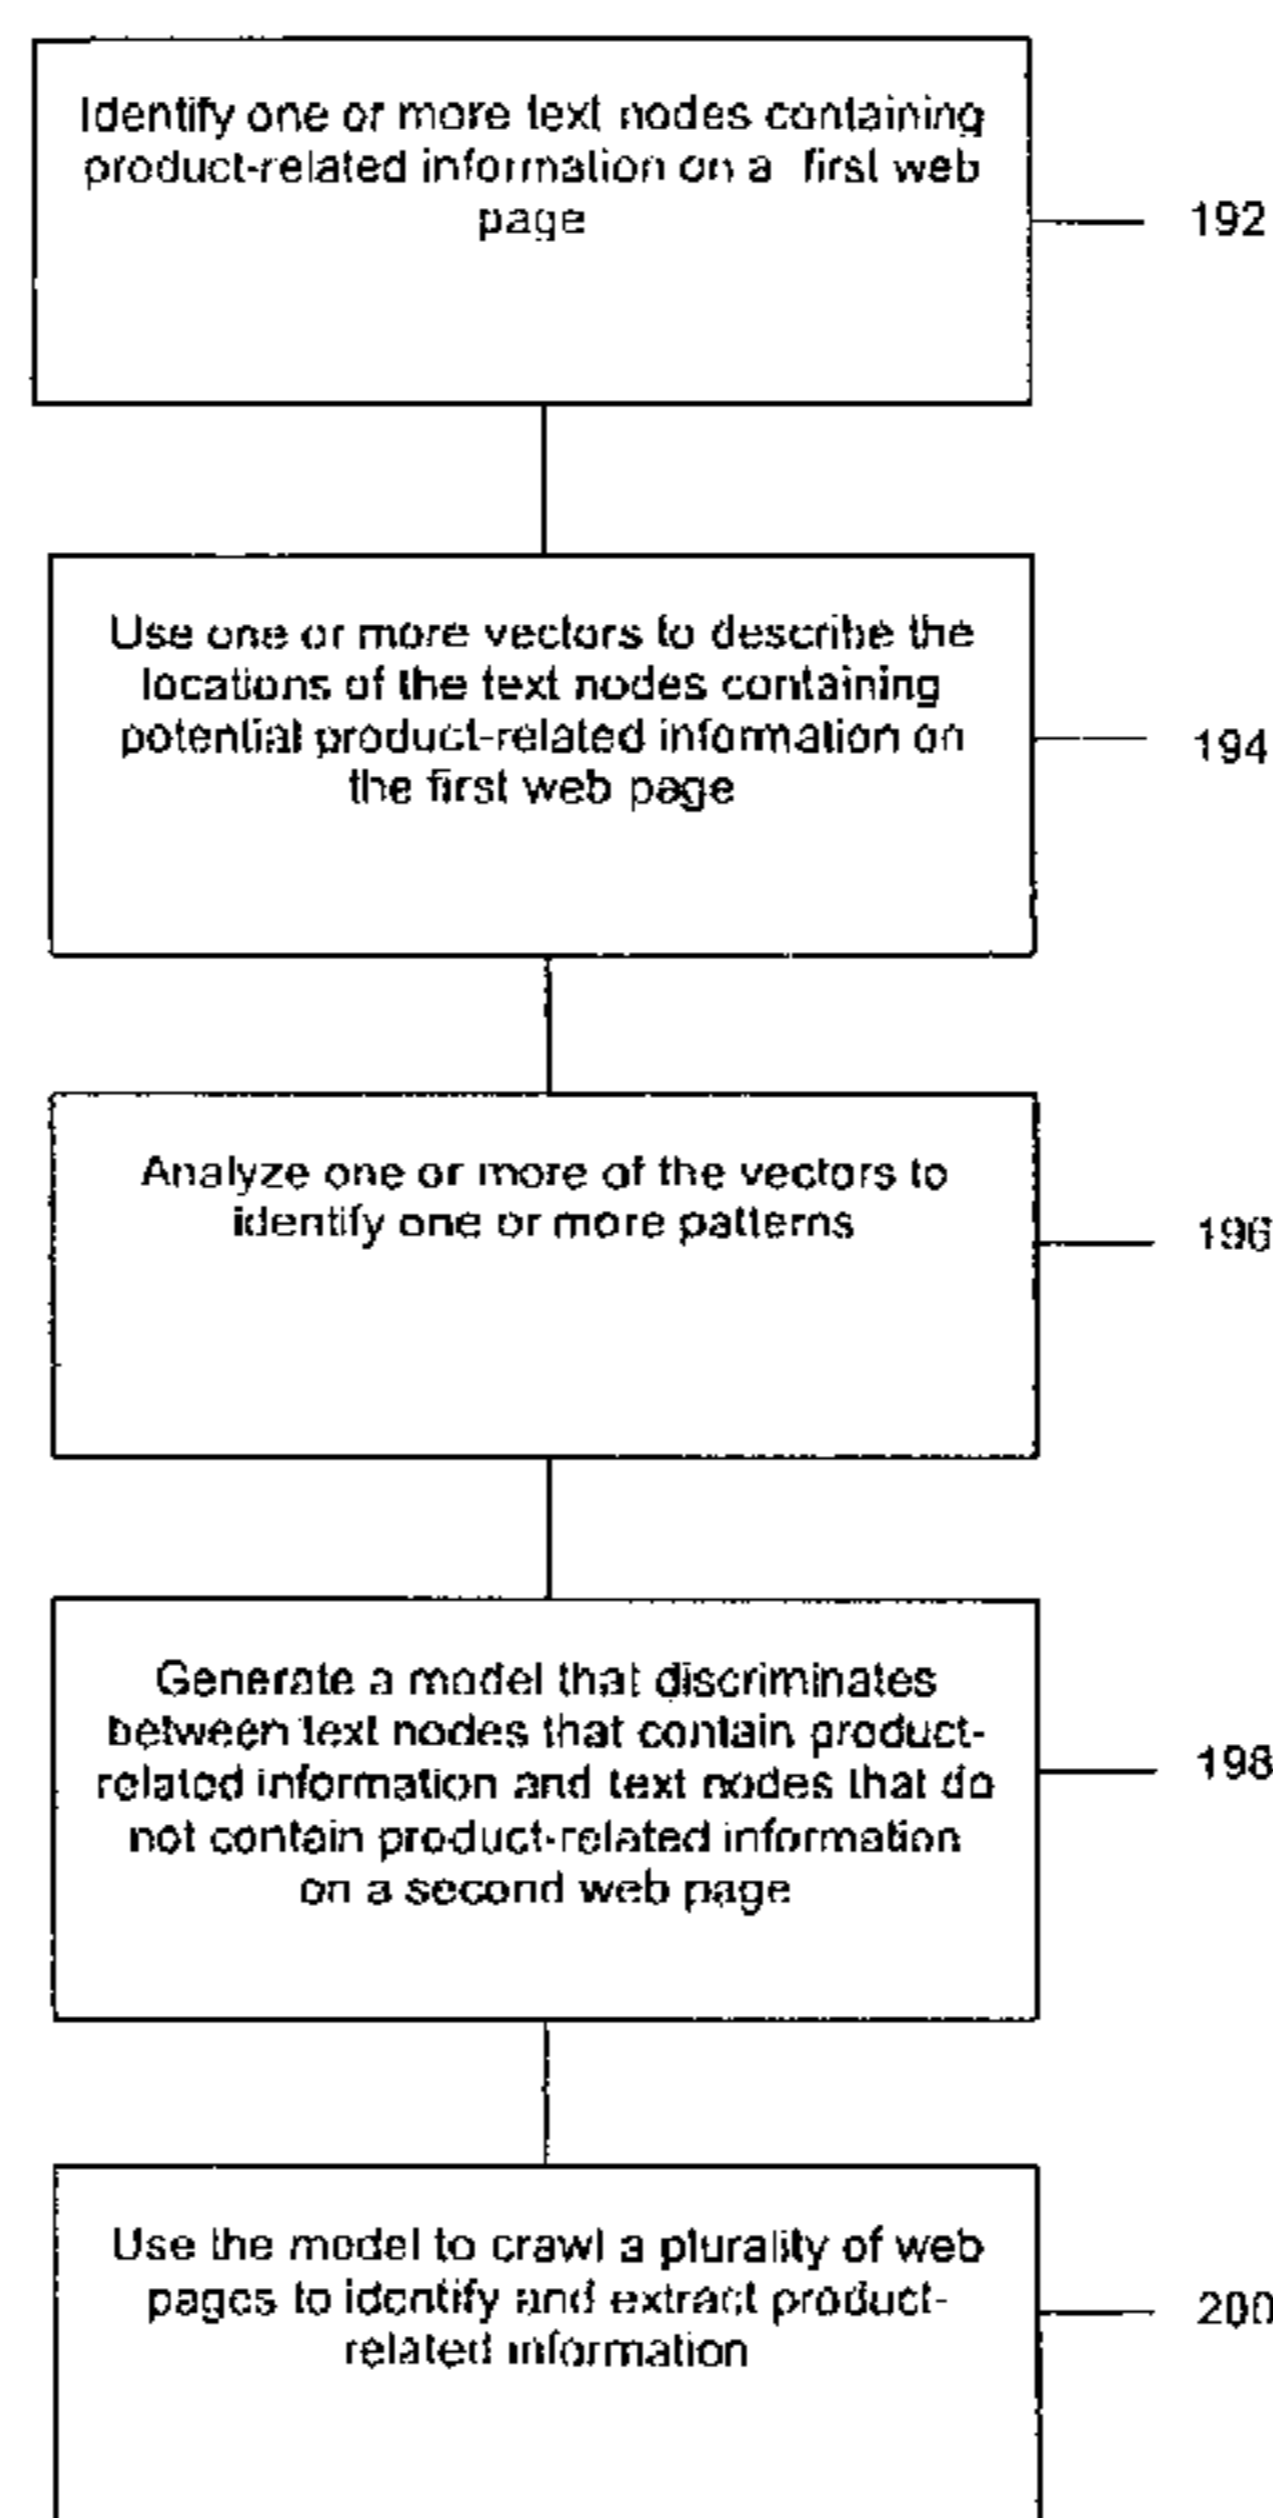 Identify one or more text nodes containing
product-related information on a first web
page
192
Use one or more vectors to describe the
locations of the text nodes containing
potential product-related information on
the first web page
194
Analyze one or more of the vectors to
identify one or more patterns
196
Generate a model that discriminates
between text nodes that contain product-
related information and text nodes that do
not contain product-related information
on a second web page
198
Use the model to crawl a plurality of web
pages to identify and extract product-
related information
200